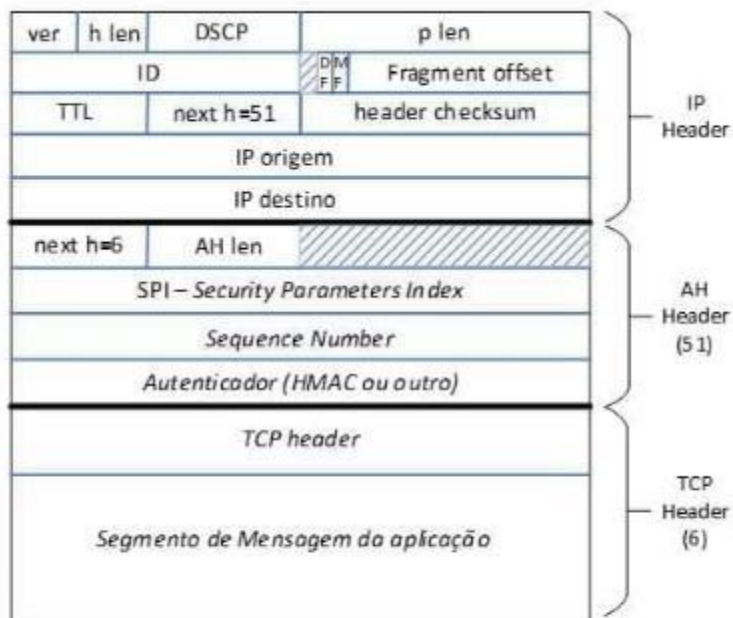 ver h len DSCP p len
ID DF MF Fragment offset
TTL next h=51 header checksum
IP origem
IP destino
IP
Header
next h=6 AH len
SPI – Security Parameters Index
Sequence Number
Autenticador (HMAC ou outro)
AH
Header
(51)
TCP header
Segmento de Mensagem da aplicação
TCP
Header
(6)